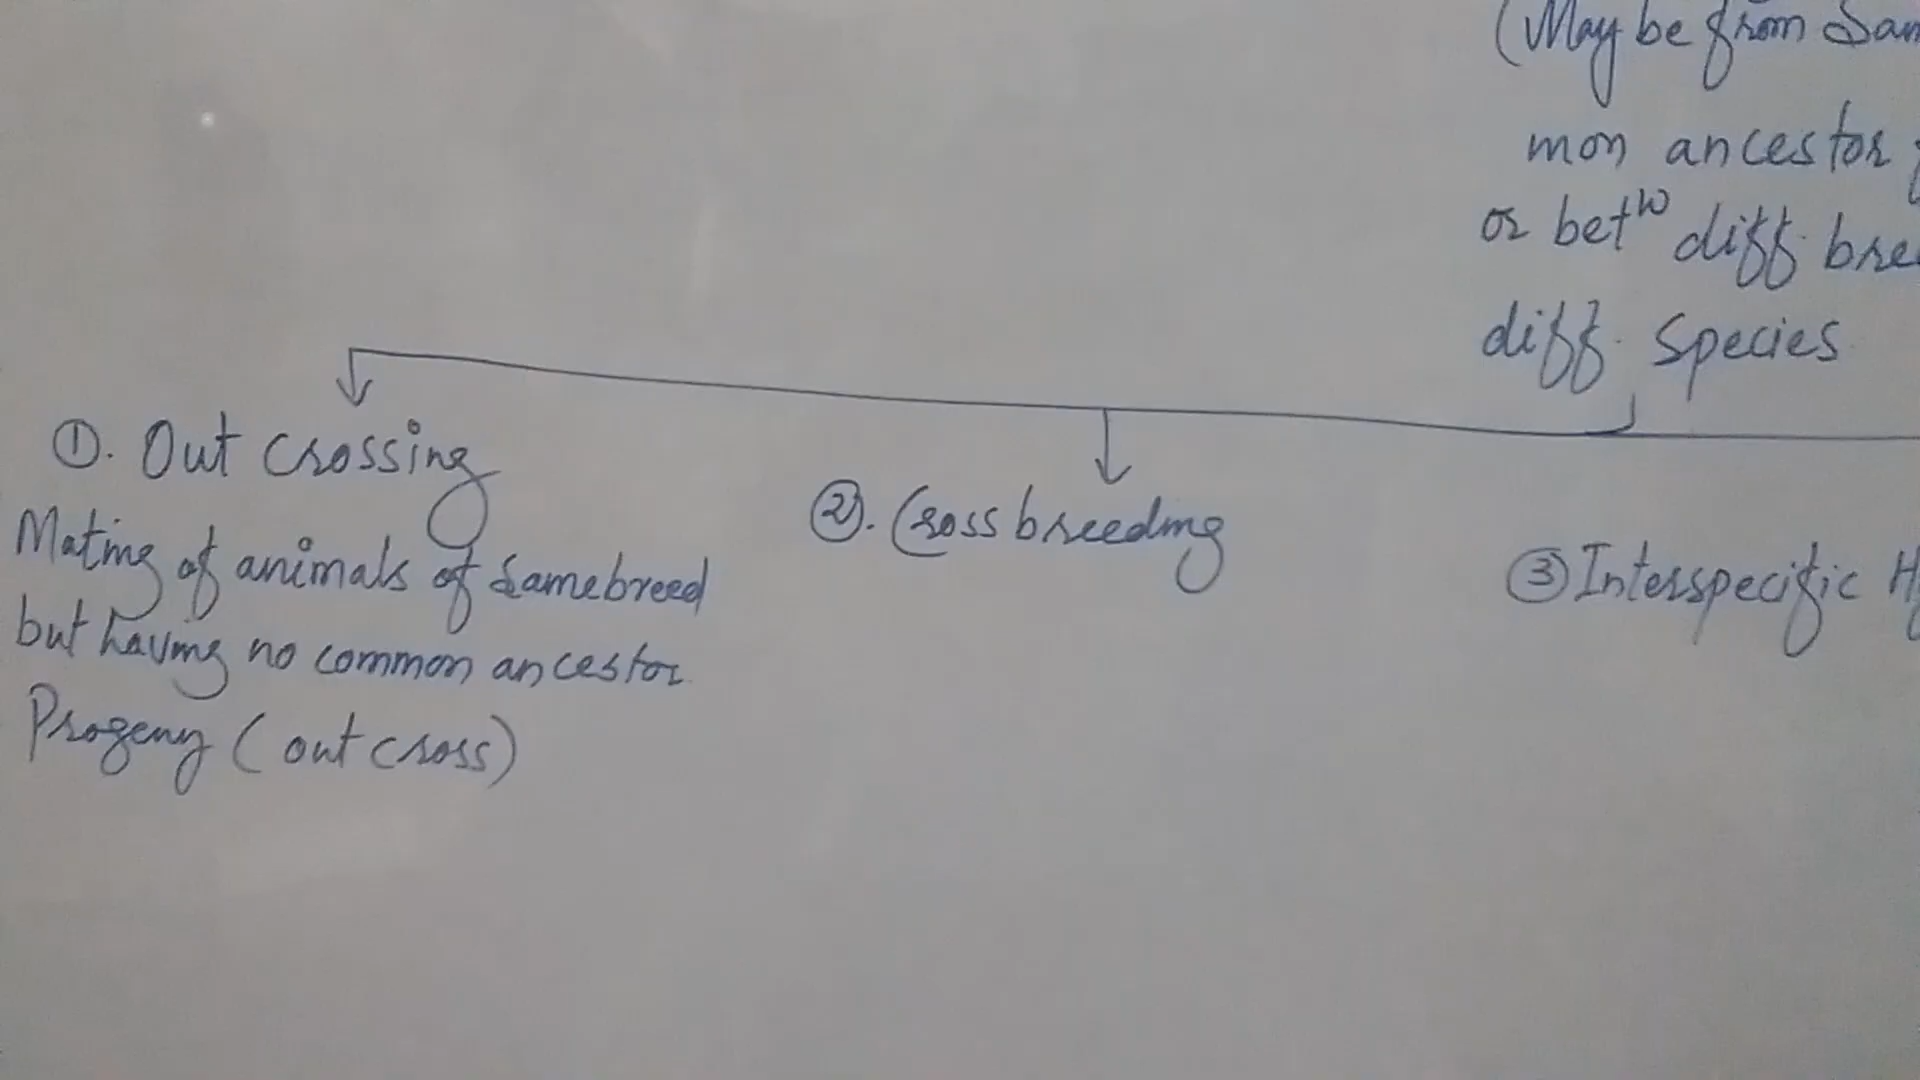 (May be from Sam
mon ancestor
or betw diff. bre
diff. Species
①. Out crossing
Mating of animals of Same breed
but having no common ancestor
Progeny (out cross)
②. Cross breeding
③ Interspecific H